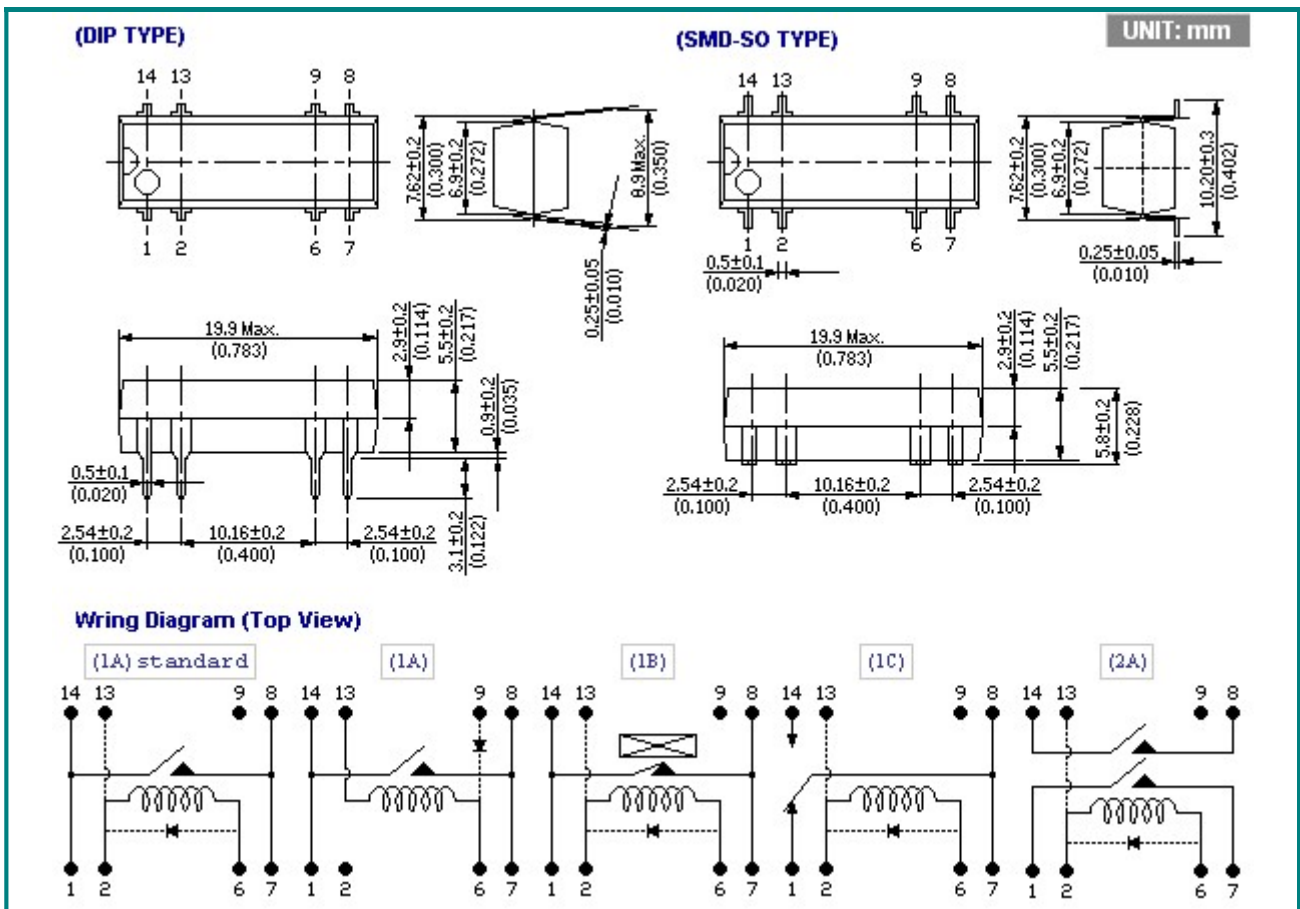 (DIP TYPE)
(SMD-SO TYPE)
UNIT: mm
14 13 9 8
1 2 6 7
7.62±0.2
(0.300)
6.9±0.2
(0.272)
8.9 Max.
(0.350)
0.25±0.05
(0.010)
14 13 9 8
1 2 6 7
0.5±0.1
(0.020)
7.62±0.2
(0.300)
6.9±0.2
(0.272)
10.20±0.3
(0.402)
0.25±0.05
(0.010)
19.9 Max.
(0.783)
2.9±0.2
(0.114)
5.5±0.2
(0.217)
0.9±0.2
(0.035)
0.5±0.1
(0.020)
2.54±0.2
(0.100)
10.16±0.2
(0.400)
2.54±0.2
(0.100)
3.1±0.2
(0.122)
19.9 Max.
(0.783)
2.9±0.2
(0.114)
5.5±0.2
(0.217)
5.8±0.2
(0.228)
2.54±0.2
(0.100)
10.16±0.2
(0.400)
2.54±0.2
(0.100)
Wring Diagram (Top View)
(1A) standard
(1A)
(1B)
(1C)
(2A)
14 13 9 8
14 13 9 8
14 13 9 8
14 13 9 8
14 13 9 8
1 2 6 7
1 2 6 7
1 2 6 7
1 2 6 7
1 2 6 7